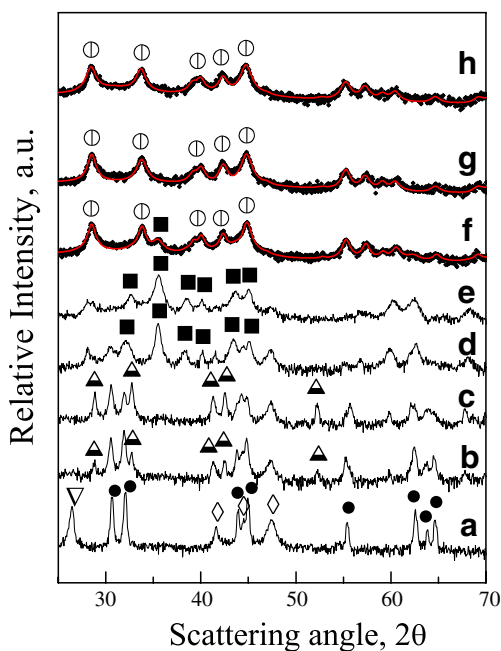 h
g
f
e
d
c
b
a
Relative Intensity, a.u.
30 40 50 60 70
Scattering angle, 2θ